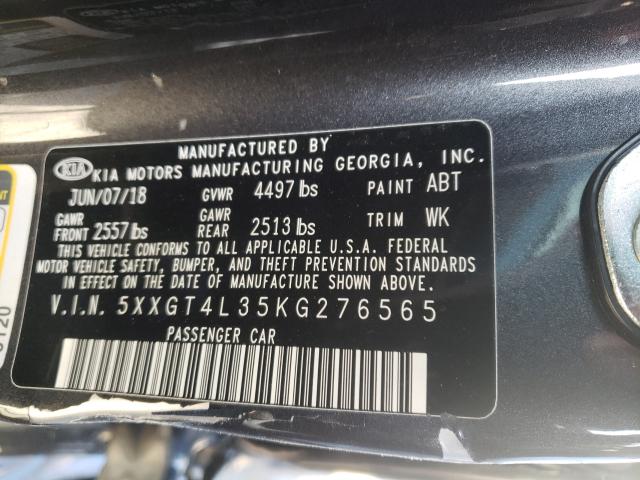 MANUFACTURED BY
KIA KIA MOTORS MANUFACTURING GEORGIA, INC.
JUN/07/18 GVWR 4497 lbs PAINT ABT
GAWR FRONT 2557 lbs GAWR REAR 2513 lbs TRIM WK
THIS VEHICLE CONFORMS TO ALL APPLICABLE U.S.A. FEDERAL
MOTOR VEHICLE SAFETY, BUMPER, AND THEFT PREVENTION STANDARDS
IN EFFECT ON THE DATE OF MANUFACTURE SHOWN ABOVE.
V.I.N. 5XXGT4L35KG276565
PASSENGER CAR